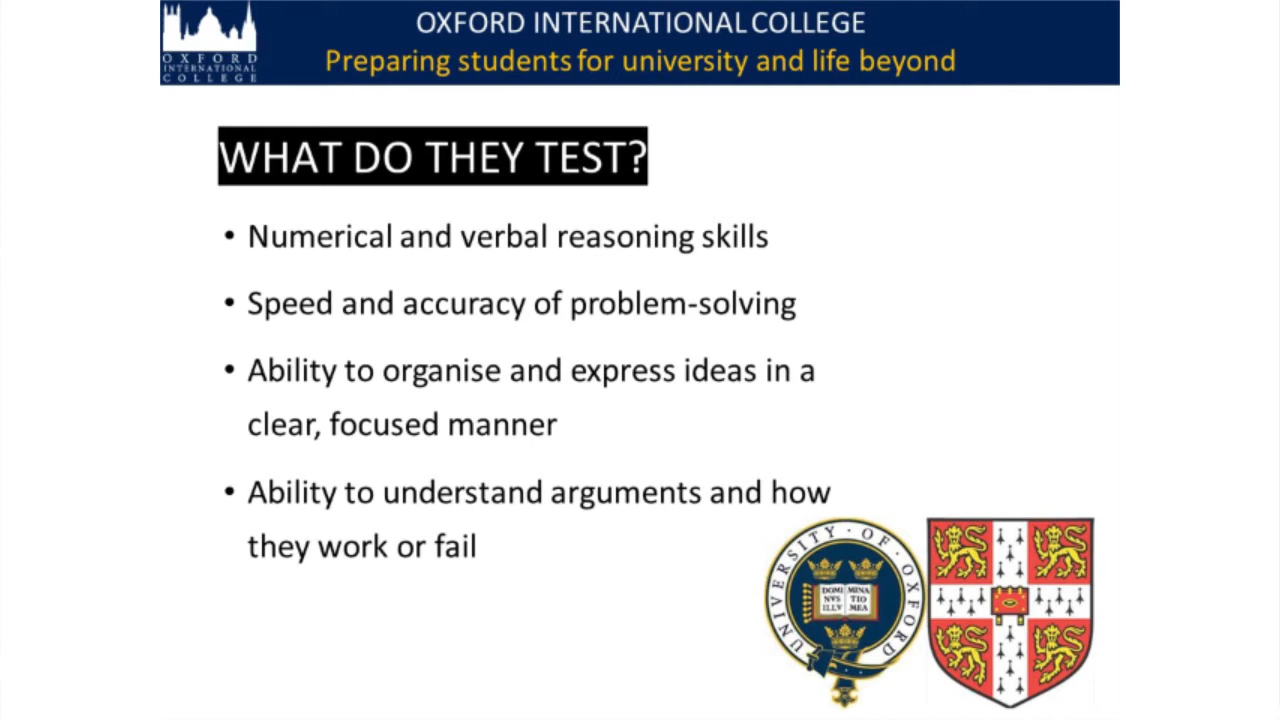 OXFORD INTERNATIONAL COLLEGE
Preparing students for university and life beyond
OXFORD
INTERNATIONAL
COLLEGE
WHAT DO THEY TEST?
• Numerical and verbal reasoning skills
• Speed and accuracy of problem-solving
• Ability to organise and express ideas in a
clear, focused manner
• Ability to understand arguments and how
they work or fail
UNIVERSITY · OF · OXFORD
DOMI MINA
NVS TIO
ILLV MEA